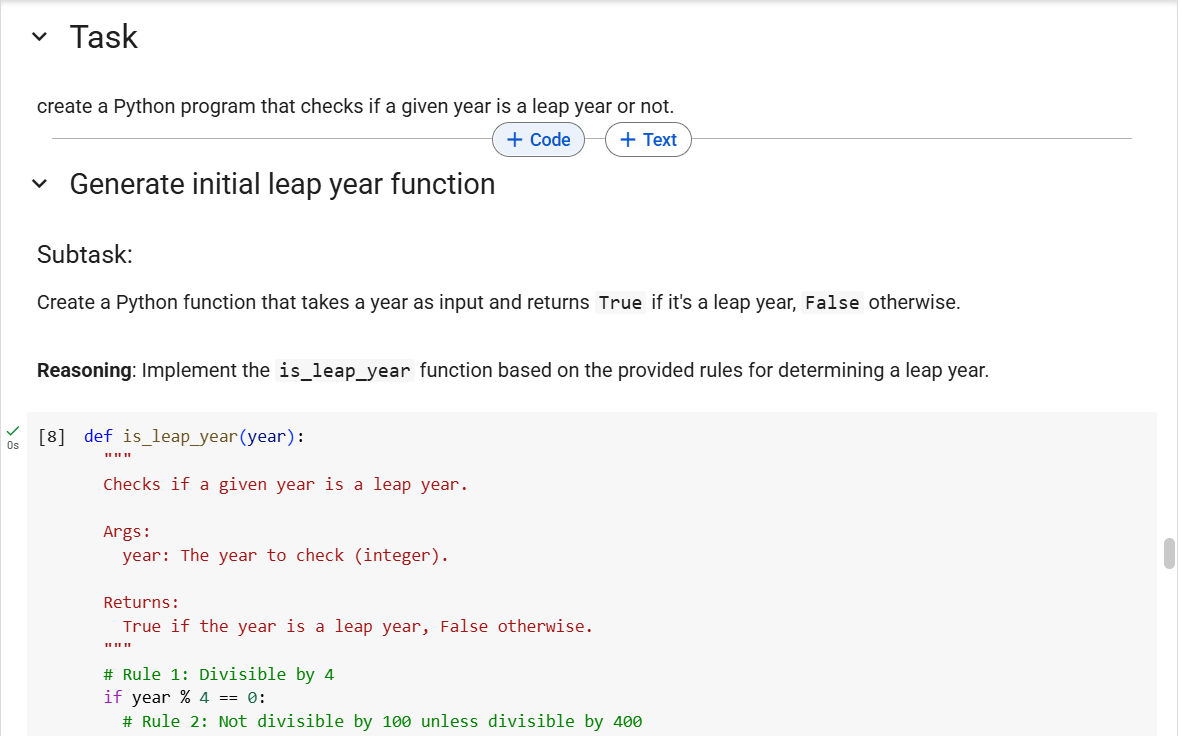 Task
create a Python program that checks if a given year is a leap year or not.
+ Code + Text
Generate initial leap year function
Subtask:
Create a Python function that takes a year as input and returns True if it's a leap year, False otherwise.
Reasoning: Implement the is_leap_year function based on the provided rules for determining a leap year.
[8] def is_leap_year(year):
0s
"""
Checks if a given year is a leap year.
Args:
year: The year to check (integer).
Returns:
True if the year is a leap year, False otherwise.
"""
# Rule 1: Divisible by 4
if year % 4 == 0:
# Rule 2: Not divisible by 100 unless divisible by 400